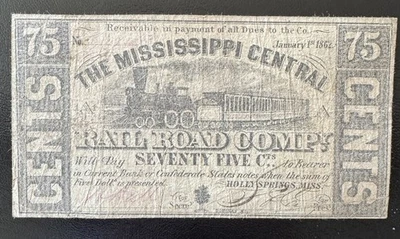 Receivable in payment of all Dues to the Co.
75 75
No. January 1st 1862
THE MISSISSIPPI CENTRAL
CENTS CENTS
RAIL ROAD COMPY
Will Pay SEVENTY FIVE CTS. to Bearer
in Current Bank or Confederate States notes when the sum of
Five Dolls. is presented.
HOLLY SPRINGS, MISS.